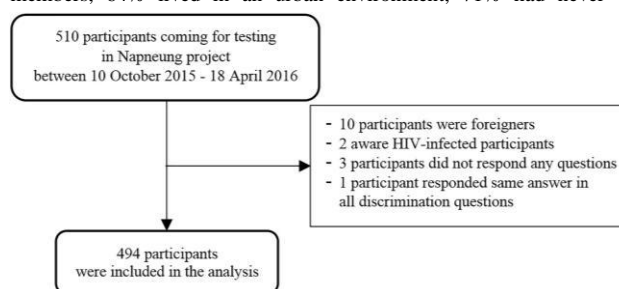 510 participants coming for testing
in Napneung project
between 10 October 2015 - 18 April 2016
- 10 participants were foreigners
- 2 aware HIV-infected participants
- 3 participants did not respond any questions
- 1 participant responded same answer in
all discrimination questions
494 participants
were included in the analysis